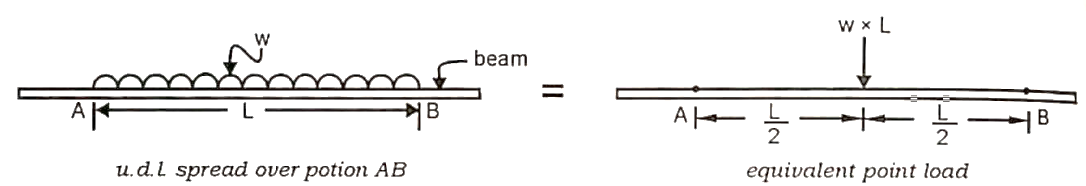 w
beam
A
L
B
u.d.l. spread over potion AB
=
w × L
A
L/2
L/2
B
equivalent point load